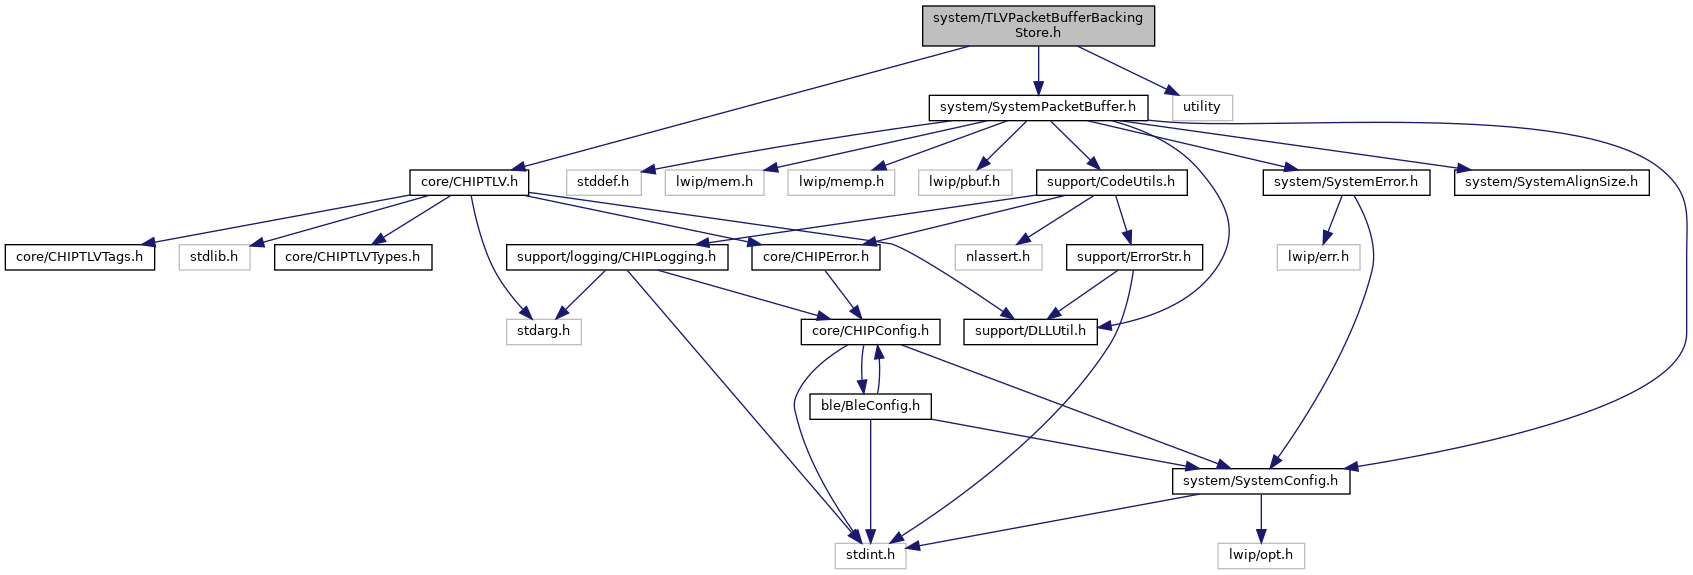 system/TLVPacketBufferBacking
Store.h
system/SystemPacketBuffer.h
utility
core/CHIPTLV.h
stddef.h
lwip/mem.h
lwip/memp.h
lwip/pbuf.h
support/CodeUtils.h
system/SystemError.h
system/SystemAlignSize.h
core/CHIPTLVTags.h
stdlib.h
core/CHIPTLVTypes.h
support/logging/CHIPLogging.h
core/CHIPError.h
nlassert.h
support/ErrorStr.h
lwip/err.h
stdarg.h
core/CHIPConfig.h
support/DLLUtil.h
ble/BleConfig.h
system/SystemConfig.h
stdint.h
lwip/opt.h